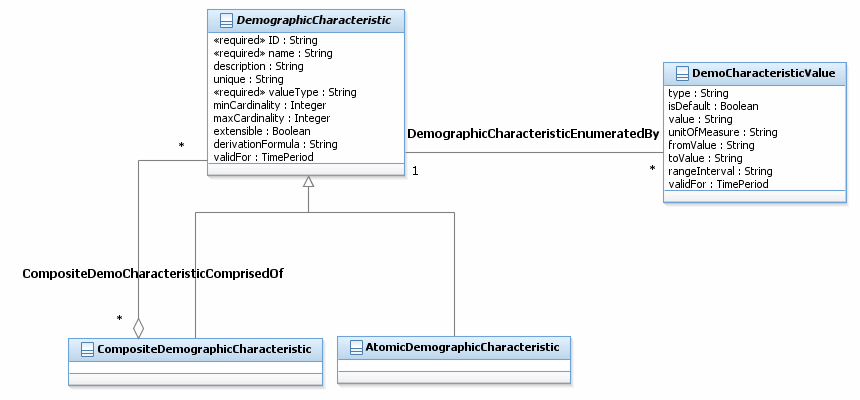 DemographicCharacteristic
«required» ID : String
«required» name : String
description : String
unique : String
«required» valueType : String
minCardinality : Integer
maxCardinality : Integer
extensible : Boolean
derivationFormula : String
validFor : TimePeriod
DemoCharacteristicValue
type : String
isDefault : Boolean
value : String
unitOfMeasure : String
fromValue : String
toValue : String
rangeInterval : String
validFor : TimePeriod
DemographicCharacteristicEnumeratedBy
*
1
*
CompositeDemoCharacteristicComprisedOf
*
CompositeDemographicCharacteristic
AtomicDemographicCharacteristic